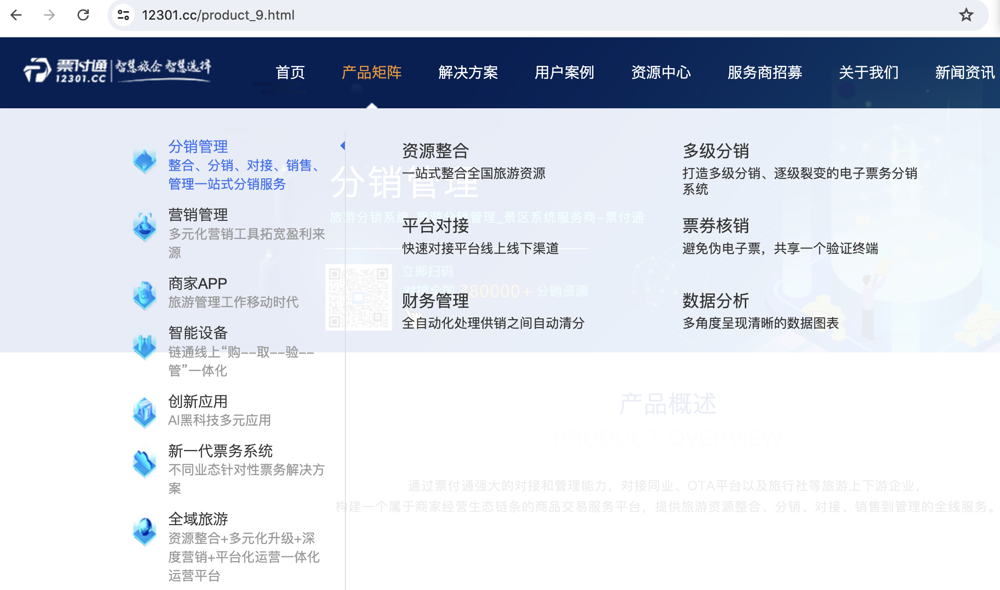 12301.cc/product_9.html
票付通
12301.CC
智慧旅企 智慧选择
首页
产品矩阵
解决方案
用户案例
资源中心
服务商招募
关于我们
新闻资讯
分销管理
整合、分销、对接、销售、
管理一站式分销服务
营销管理
多元化营销工具拓宽盈利来
源
商家APP
旅游管理工作移动时代
智能设备
链通线上“购--取--验--
管”一体化
创新应用
AI黑科技多元应用
新一代票务系统
不同业态针对性票务解决方
案
全域旅游
资源整合+多元化升级+深
度营销+平台化运营一体化
运营平台
资源整合
一站式整合全国旅游资源
多级分销
打造多级分销、逐级裂变的电子票务分销
系统
平台对接
快速对接平台线上线下渠道
票券核销
避免伪电子票，共享一个验证终端
财务管理
全自动化处理供销之间自动清分
数据分析
多角度呈现清晰的数据图表
分销管理
旅游分销系统_旅游分销管理_景区系统服务商-票付通
立即扫码
对接全国 380000+ 分销资源
产品概述
PRODUCT OVERVIEW
通过票付通强大的对接和管理能力，对接同业、OTA平台以及旅行社等旅游上下游企业，
构建一个属于商家经营生态链条的商品交易服务平台，提供旅游资源整合、分销、对接、销售到管理的全线服务。